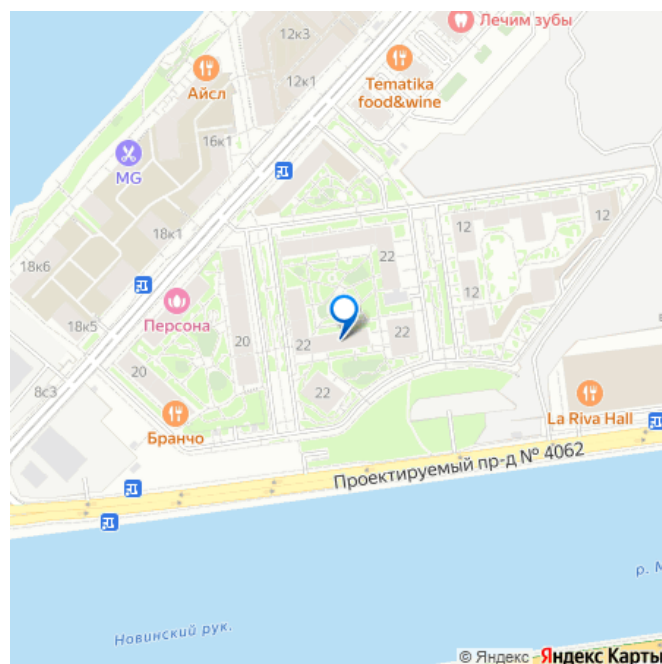 Лечим зубы
12к3
Айсл
12к1
Tematika
food&wine
16к1
MG
18к1
12
12
22
18к6
12
Персона
18к5
20
22
22
22
20
8с3
Бранчо
La Riva Hall
Проектируемый пр-д № 4062
р. М
Новинский рук.
© Яндекс Яндекс Карты